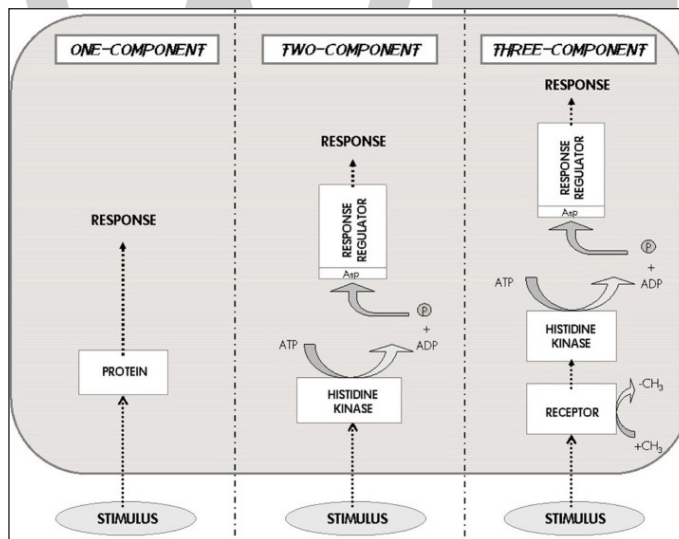 ONE-COMPONENT
RESPONSE
PROTEIN
STIMULUS
TWO-COMPONENT
RESPONSE
RESPONSE
REGULATOR
Asp
P
+
ATP
ADP
HISTIDINE
KINASE
STIMULUS
THREE-COMPONENT
RESPONSE
RESPONSE
REGULATOR
Asp
P
+
ATP
ADP
HISTIDINE
KINASE
-CH3
RECEPTOR
+CH3
STIMULUS